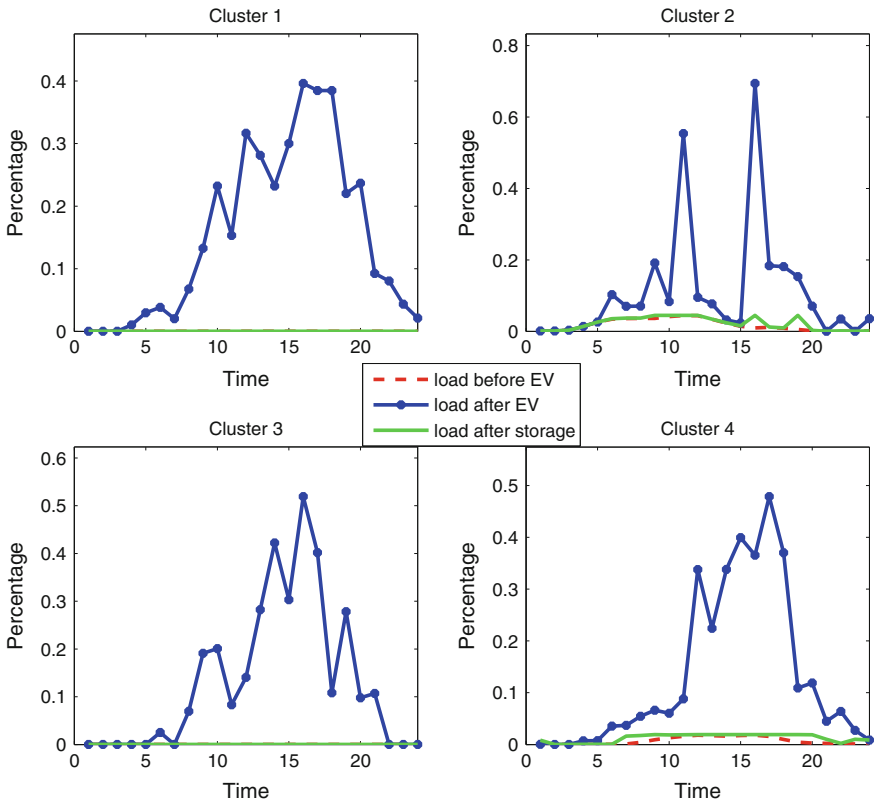 Cluster 1
Percentage
0.4
0.3
0.2
0.1
0
0 5 10 15 20
Time
Cluster 2
Percentage
0.8
0.6
0.4
0.2
0
0 5 10 15 20
Time
load before EV
load after EV
load after storage
Cluster 3
Percentage
0.6
0.5
0.4
0.3
0.2
0.1
0
0 5 10 15 20
Time
Cluster 4
Percentage
0.5
0.4
0.3
0.2
0.1
0
0 5 10 15 20
Time